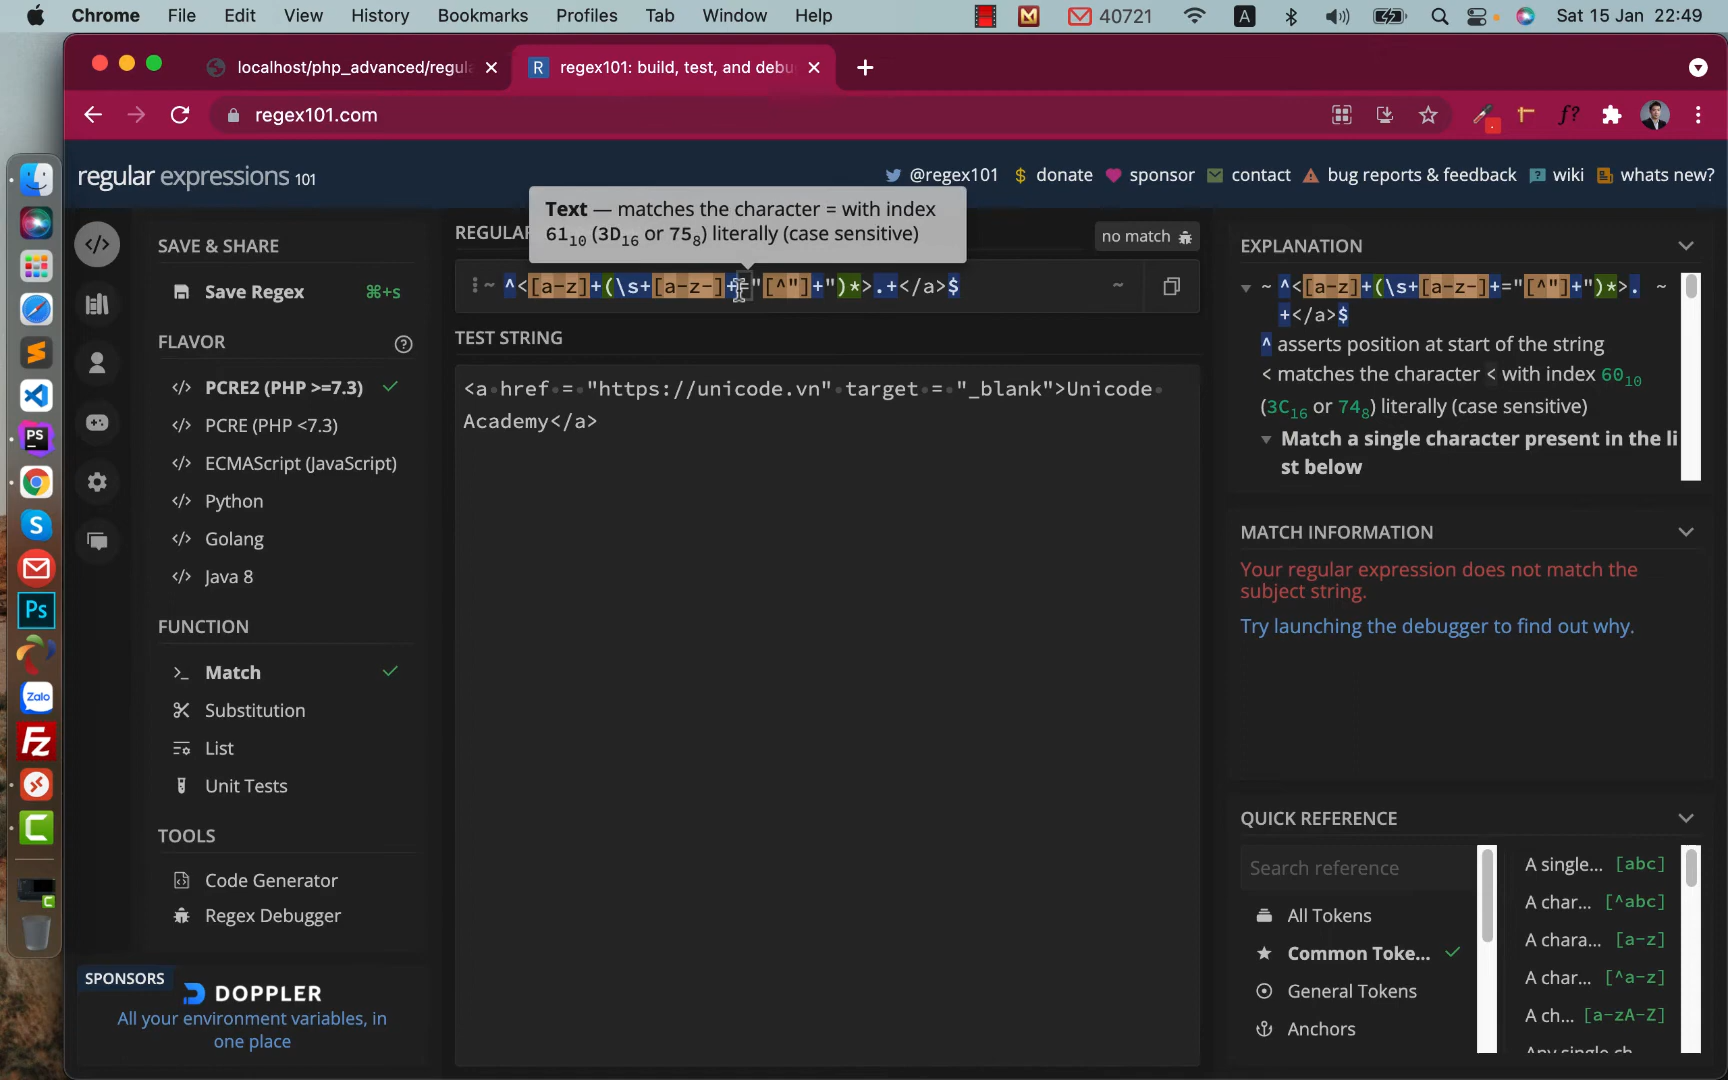 Chrome File Edit View History Bookmarks Profiles Tab Window Help 40721 A Sat 15 Jan 22:49
localhost/php_advanced/regula
R regex101: build, test, and debu
regex101.com
f?
regular expressions 101
@regex101 $ donate sponsor contact bug reports & feedback wiki whats new?
Text — matches the character = with index
61₁₀ (3D₁₆ or 75₈) literally (case sensitive)
REGULAR
no match
~ ^<[a-z]+(\s+[a-z-]+="[^"]+")*>.+</a>$ ~
TEST STRING
<a href = "https://unicode.vn" target = "_blank">Unicode
Academy</a>
SAVE & SHARE
Save Regex ⌘+s
FLAVOR
</> PCRE2 (PHP >=7.3)
</> PCRE (PHP <7.3)
</> ECMAScript (JavaScript)
</> Python
</> Golang
</> Java 8
FUNCTION
>_ Match
Substitution
List
Unit Tests
TOOLS
Code Generator
Regex Debugger
SPONSORS
DOPPLER
All your environment variables, in
one place
EXPLANATION
~ ^<[a-z]+(\s+[a-z-]+="[^"]+")*>. ~
+</a>$
^ asserts position at start of the string
< matches the character < with index 60₁₀
(3C₁₆ or 74₈) literally (case sensitive)
Match a single character present in the li
st below
MATCH INFORMATION
Your regular expression does not match the
subject string.
Try launching the debugger to find out why.
QUICK REFERENCE
Search reference
All Tokens
Common Toke...
General Tokens
Anchors
A single... [abc]
A char... [^abc]
A chara... [a-z]
A char... [^a-z]
A ch... [a-zA-Z]
PS
S
Ps
Zalo
Fz
C